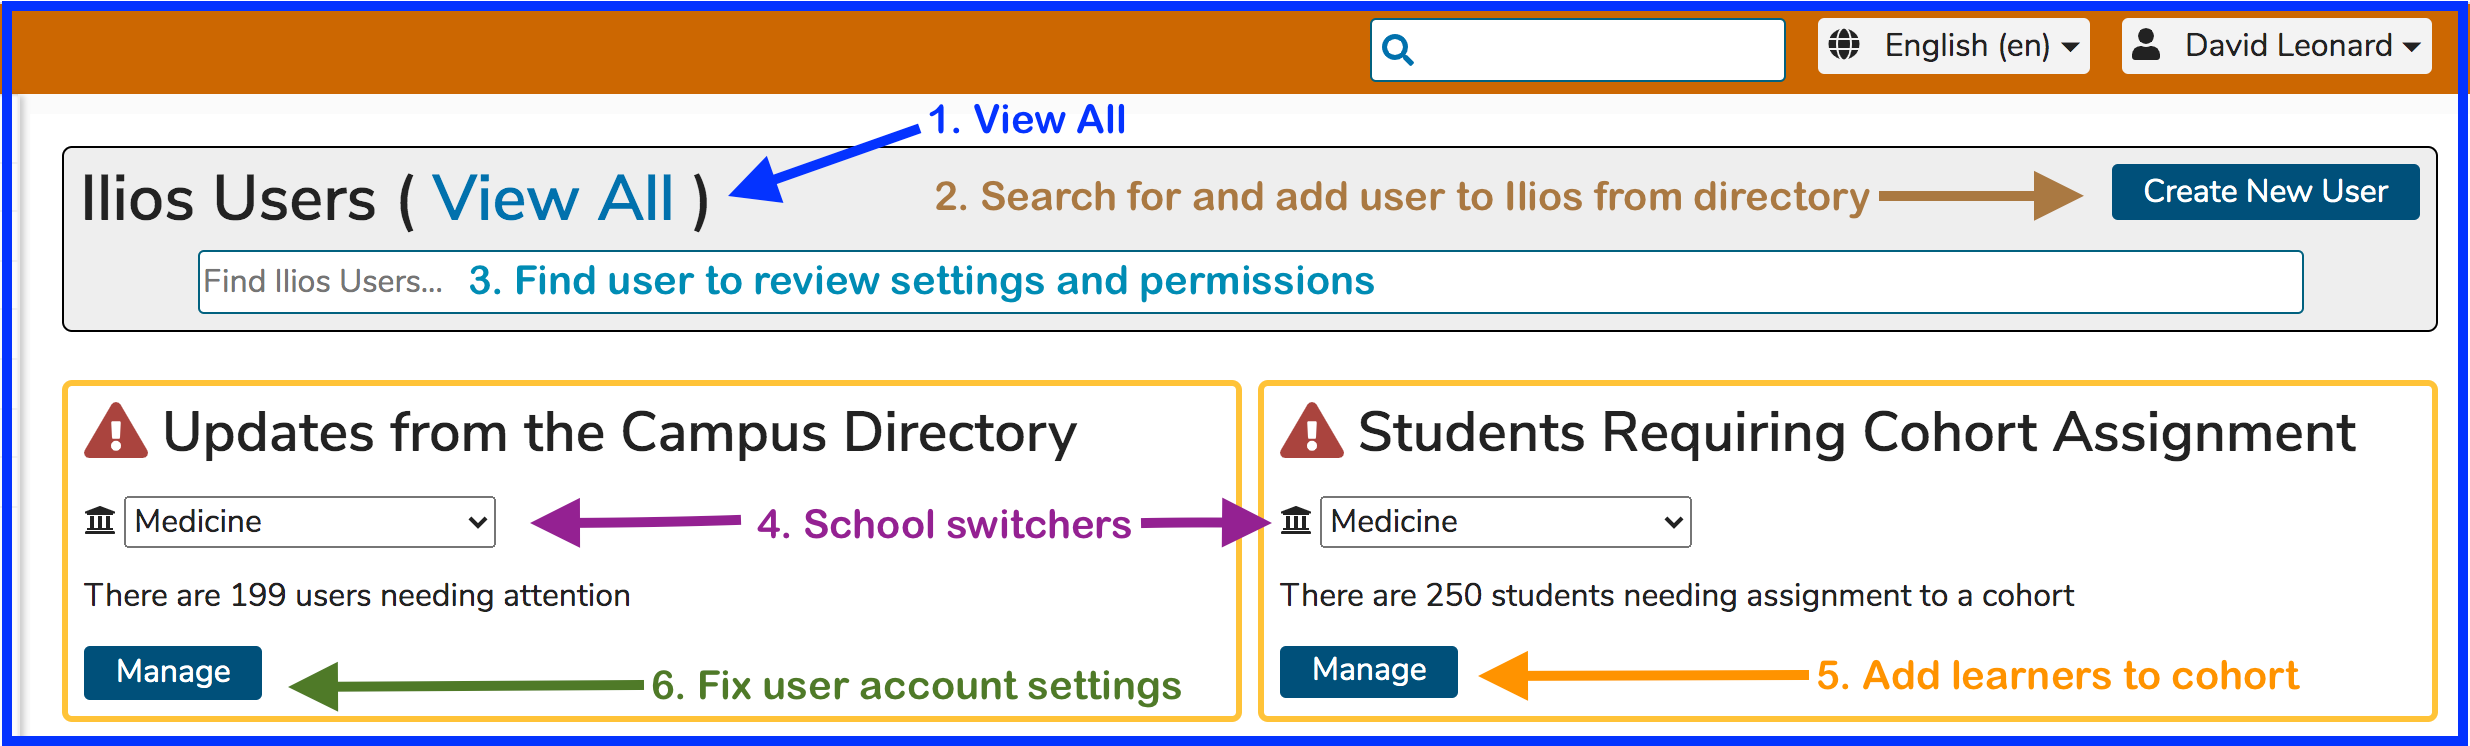 English (en)
David Leonard
1. View All
Ilios Users ( View All )
2. Search for and add user to Ilios from directory
Create New User
Find Ilios Users...
3. Find user to review settings and permissions
Updates from the Campus Directory
Medicine
4. School switchers
There are 199 users needing attention
Manage
6. Fix user account settings
Students Requiring Cohort Assignment
Medicine
There are 250 students needing assignment to a cohort
Manage
5. Add learners to cohort